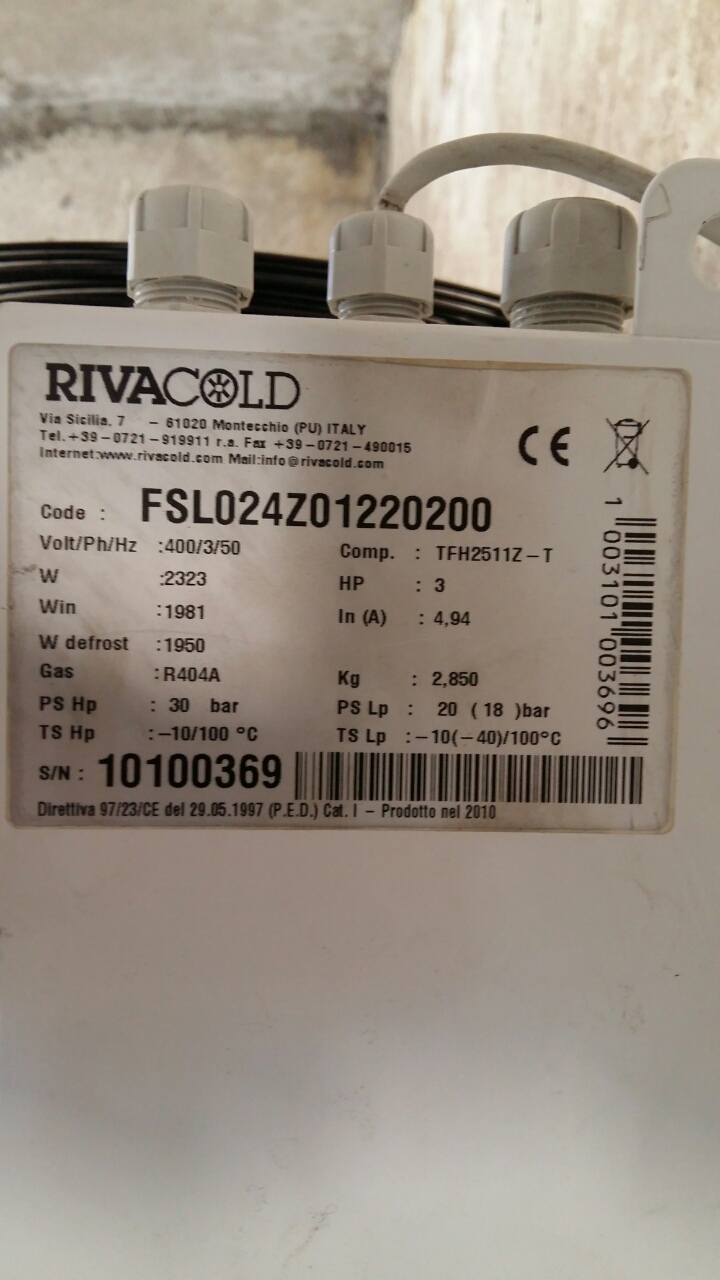 RIVACOLD
Via Sicilia, 7 – 61020 Montecchio (PU) ITALY
Tel.+39–0721–919911 r.a. Fax +39–0721–490015
Internet:www.rivacold.com Mail:info@rivacold.com
CE
Code : FSL024Z01220200
Volt/Ph/Hz :400/3/50 Comp. : TFH2511Z–T
W :2323 HP : 3
Win :1981 In (A) : 4,94
W defrost :1950
Gas :R404A Kg : 2,850
PS Hp : 30 bar PS Lp : 20 ( 18 )bar
TS Hp :–10/100 °C TS Lp :–10(–40)/100°C
S/N : 10100369
Direttiva 97/23/CE del 29.05.1997 (P.E.D.) Cat. I – Prodotto nel 2010
1 003101 003696